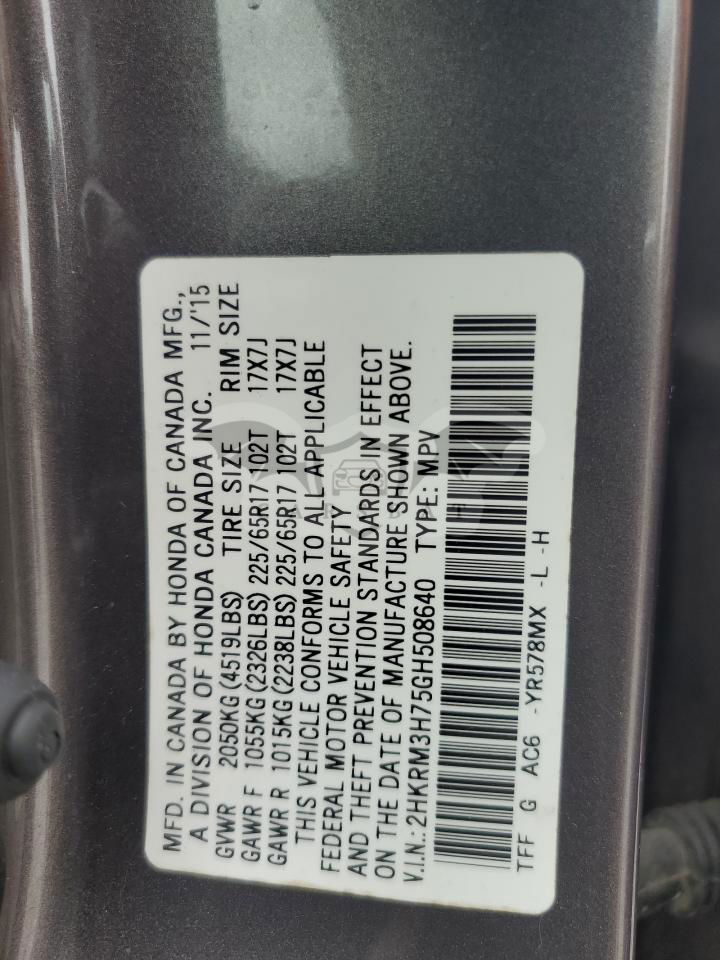 MFD. IN CANADA BY HONDA OF CANADA MFG.,
A DIVISION OF HONDA CANADA INC. 11/'15
GVWR 2050KG(4519LBS) TIRE SIZE RIM SIZE
GAWR F 1055KG(2326LBS) 225/65R17 102T 17X7J
GAWR R 1015KG(2238LBS) 225/65R17 102T 17X7J
THIS VEHICLE CONFORMS TO ALL APPLICABLE
FEDERAL MOTOR VEHICLE SAFETY
AND THEFT PREVENTION STANDARDS IN EFFECT
ON THE DATE OF MANUFACTURE SHOWN ABOVE.
V.I.N.: 2HKRM3H75GH508640 TYPE: MPV
TFF G AC6 -YR578MX -L -H